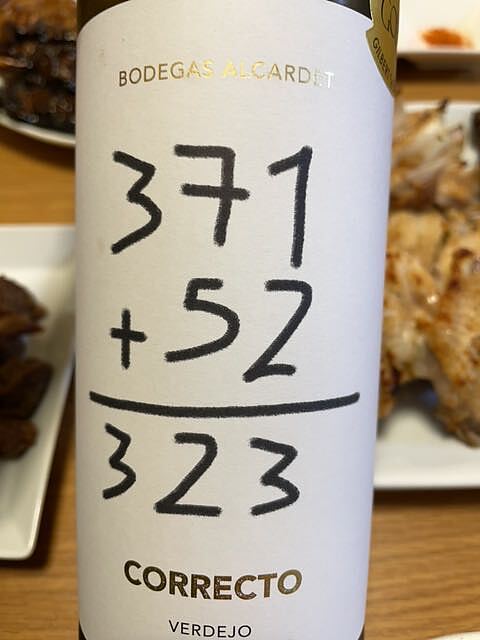 BODEGAS ALCARDET
371
+ 52
323
CORRECTO
VERDEJO